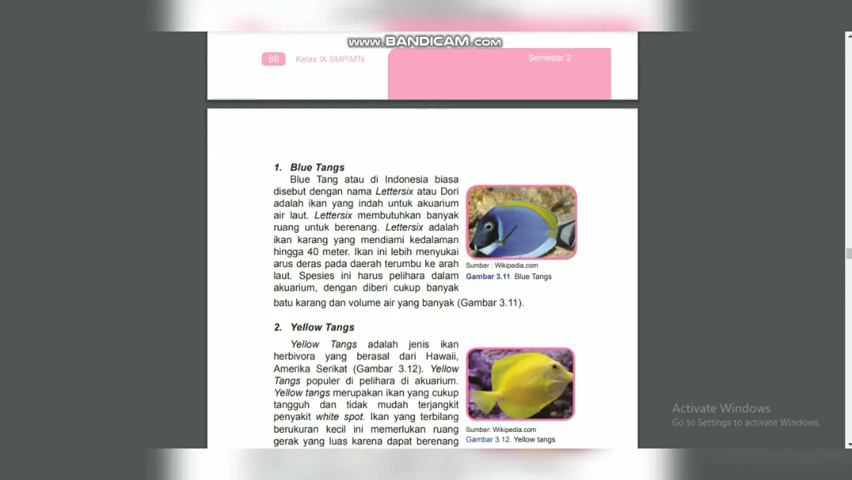 www.BANDICAM.com
86 Kelas IX SMP/MTs
Semester 2
1. Blue Tangs
Blue Tang atau di Indonesia biasa
disebut dengan nama Lettersix atau Dori
adalah ikan yang indah untuk akuarium
air laut. Lettersix membutuhkan banyak
ruang untuk berenang. Lettersix adalah
ikan karang yang mendiami kedalaman
hingga 40 meter. Ikan ini lebih menyukai
arus deras pada daerah terumbu ke arah
laut. Spesies ini harus pelihara dalam
akuarium, dengan diberi cukup banyak
batu karang dan volume air yang banyak (Gambar 3.11).
Sumber : Wikipedia.com
Gambar 3.11. Blue Tangs
2. Yellow Tangs
Yellow Tangs adalah jenis ikan
herbivora yang berasal dari Hawaii,
Amerika Serikat (Gambar 3.12). Yellow
Tangs populer di pelihara di akuarium.
Yellow tangs merupakan ikan yang cukup
tangguh dan tidak mudah terjangkit
penyakit white spot. Ikan yang terbilang
berukuran kecil ini memerlukan ruang
gerak yang luas karena dapat berenang
Sumber: Wikipedia.com
Gambar 3.12. Yellow tangs
Activate Windows
Go to Settings to activate Windows.